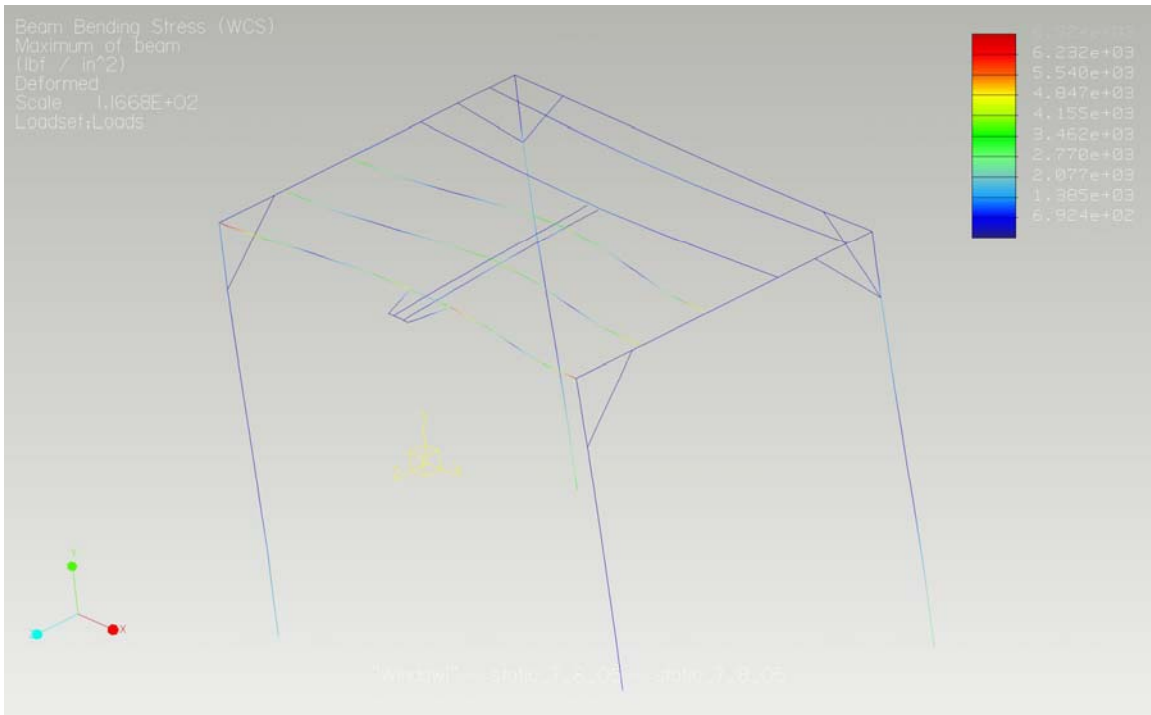 Beam Bending Stress (WCS)
Maximum of beam
(lbf / in^2)
Deformed
Scale 1.1668E+02
Loadset:Loads
6.232e+03
5.540e+03
4.847e+03
4.155e+03
3.462e+03
2.770e+03
2.077e+03
1.385e+03
6.924e+02
Y
X
"Window1" -